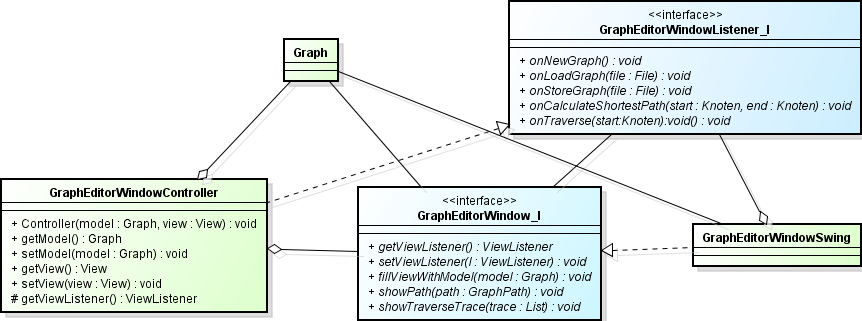 <<interface>>
GraphEditorWindowListener_I
+ onNewGraph() : void
+ onLoadGraph(file : File) : void
+ onStoreGraph(file : File) : void
+ onCalculateShortestPath(start : Knoten, end : Knoten) : void
+ onTraverse(start:Knoten):void() : void
Graph
GraphEditorWindowController
+ Controller(model : Graph, view : View) : void
+ getModel() : Graph
+ setModel(model : Graph) : void
+ getView() : View
+ setView(view : View) : void
# getViewListener() : ViewListener
<<interface>>
GraphEditorWindow_I
+ getViewListener() : ViewListener
+ setViewListener(l : ViewListener) : void
+ fillViewWithModel(model : Graph) : void
+ showPath(path : GraphPath) : void
+ showTraverseTrace(trace : List) : void
GraphEditorWindowSwing